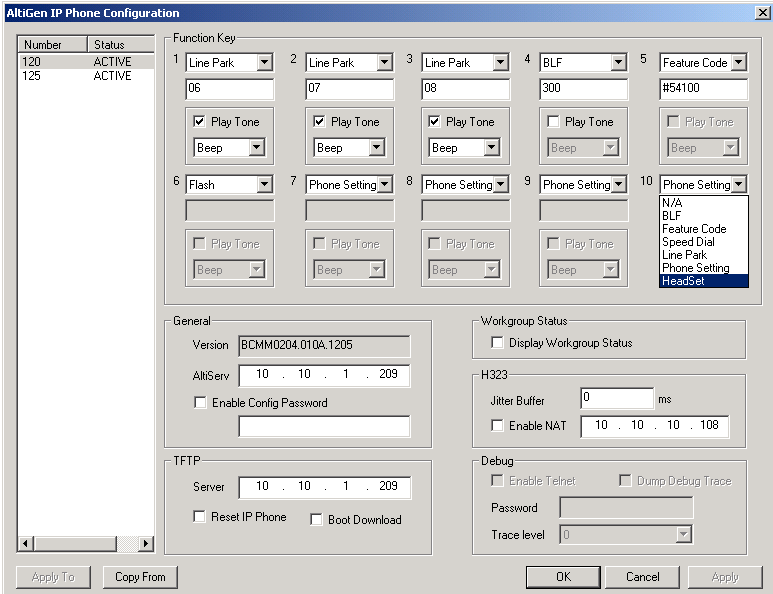 AltiGen IP Phone Configuration
Number Status
120 ACTIVE
125 ACTIVE
Function Key
1 Line Park 2 Line Park 3 Line Park 4 BLF 5 Feature Code
06 07 08 300 #54100
Play Tone Play Tone Play Tone Play Tone Play Tone
Beep Beep Beep Beep Beep
6 Flash 7 Phone Setting 8 Phone Setting 9 Phone Setting 10 Phone Setting
Play Tone Play Tone Play Tone Play Tone
Beep Beep Beep Beep
N/A
BLF
Feature Code
Speed Dial
Line Park
Phone Setting
HeadSet
General
Version BCMM0204.010A.1205
AltiServ 10 . 10 . 1 . 209
Enable Config Password
Workgroup Status
Display Workgroup Status
H323
Jitter Buffer 0 ms
Enable NAT 10 . 10 . 10 . 108
TFTP
Server 10 . 10 . 1 . 209
Reset IP Phone Boot Download
Debug
Enable Telnet Dump Debug Trace
Password
Trace level 0
Apply To Copy From OK Cancel Apply